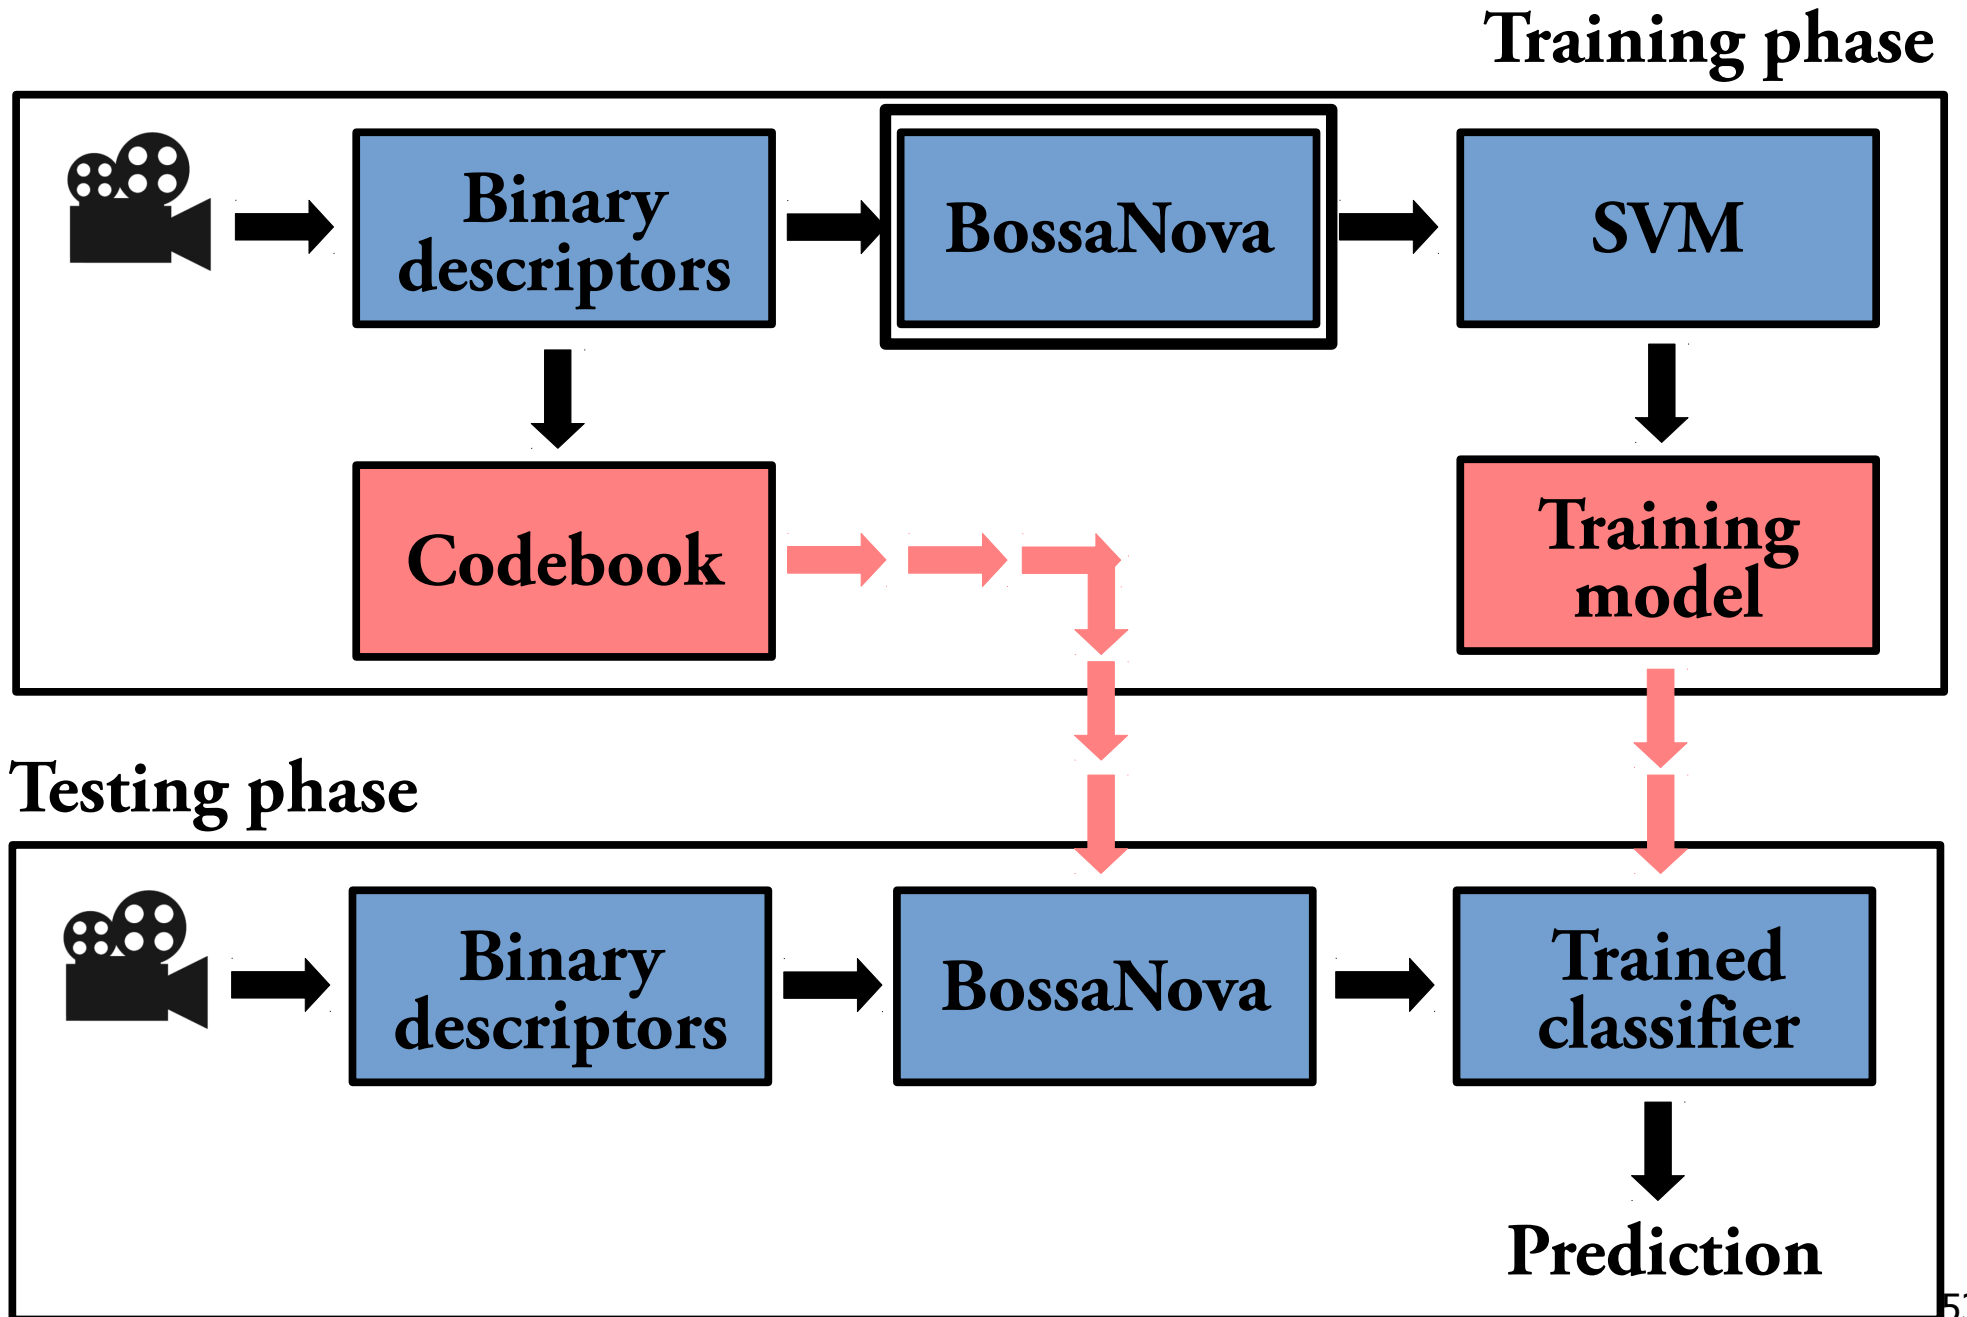 Training phase
Binary
descriptors
BossaNova
SVM
Codebook
Training
model
Testing phase
Binary
descriptors
BossaNova
Trained
classifier
Prediction